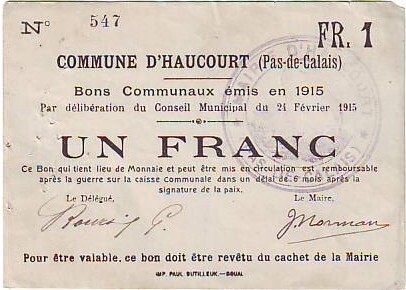 N° 547
FR. 1
COMMUNE D'HAUCOURT (Pas-de-Calais)
Bons Communaux émis en 1915
Par délibération du Conseil Municipal du 24 Février 1915
UN FRANC
Ce Bon qui tient lieu de Monnaie et peut être mis en circulation est remboursable
après la guerre sur la caisse Communale dans un délai de 6 mois après la
signature de la paix.
Le Délégué,
Le Maire,
Pour être valable, ce bon doit être revêtu du cachet de la Mairie
IMP. PAUL DUTILLEUX.—DOUAI